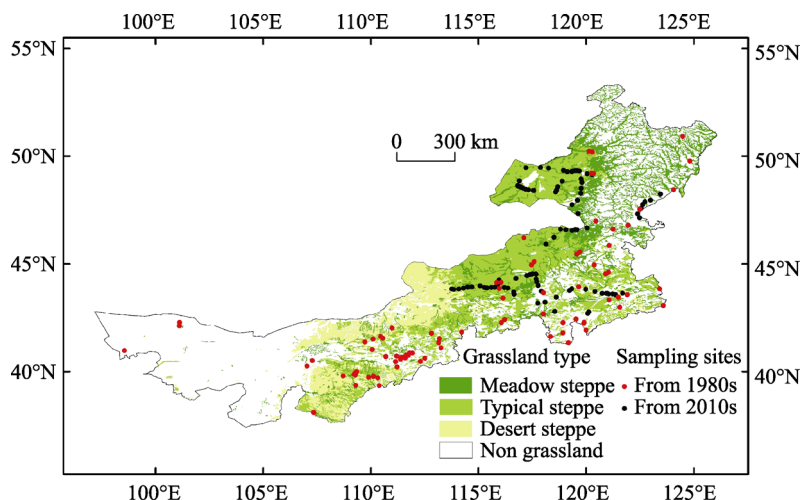 100°E 105°E 110°E 115°E 120°E 125°E
55°N 55°N
0 300 km
50°N 50°N
45°N 45°N
40°N 40°N
Grassland type Sampling sites
Meadow steppe From 1980s
Typical steppe From 2010s
Desert steppe
Non grassland
100°E 105°E 110°E 115°E 120°E 125°E